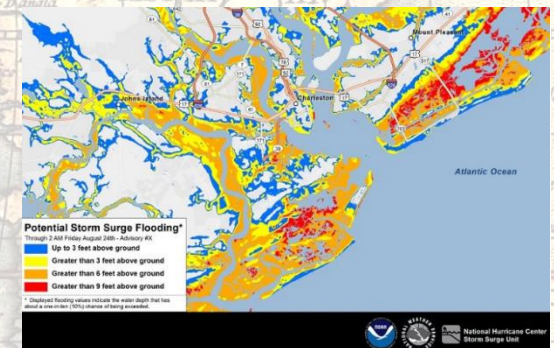 Mount Pleasant
Johns Island
Charleston
Atlantic Ocean
Potential Storm Surge Flooding*
Through 2 AM Friday August 24th - Advisory #X
Up to 3 feet above ground
Greater than 3 feet above ground
Greater than 6 feet above ground
Greater than 9 feet above ground
* Displayed flooding values indicate the water depth that has
about a one-in-ten (10%) chance of being exceeded.
NOAA
National Hurricane Center
Storm Surge Unit